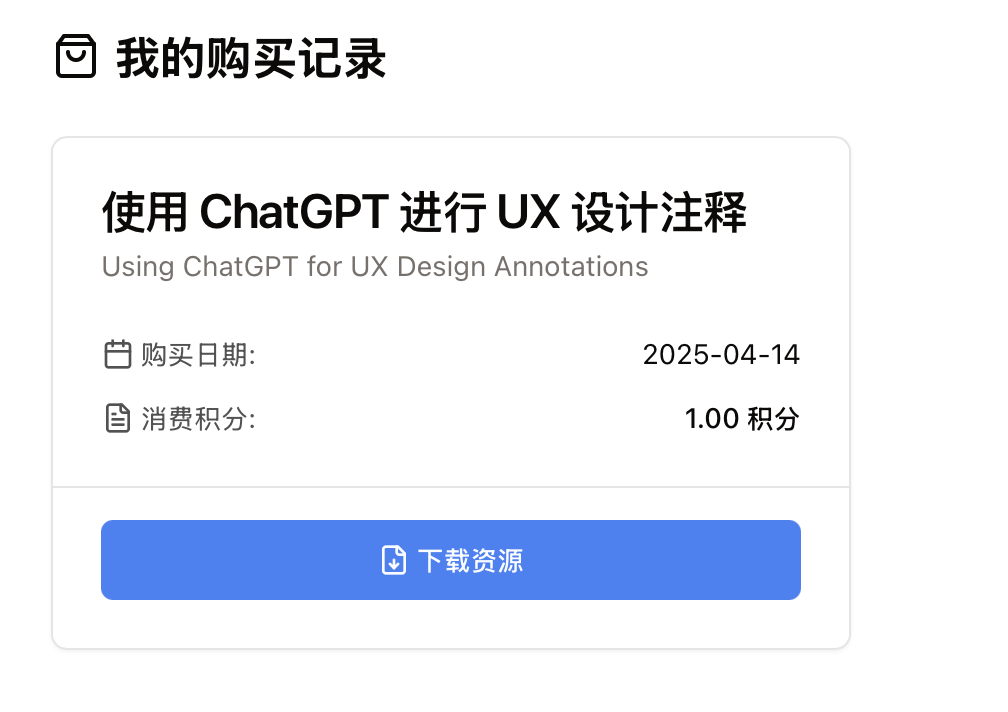 我的购买记录
使用 ChatGPT 进行 UX 设计注释
Using ChatGPT for UX Design Annotations
购买日期: 2025-04-14
消费积分: 1.00 积分
下载资源